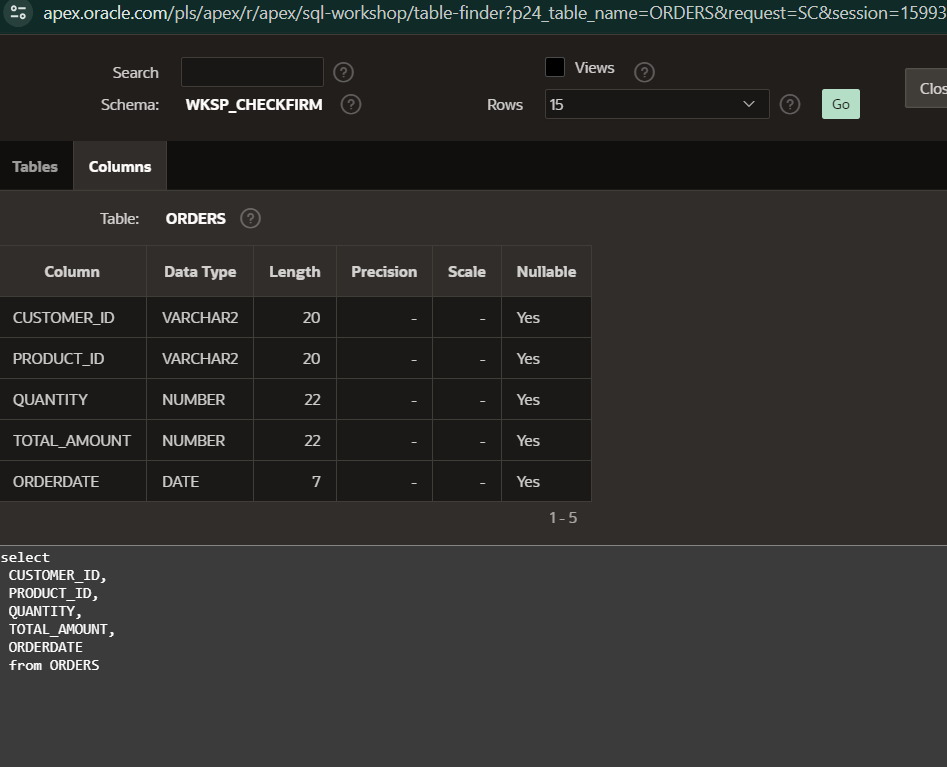 apex.oracle.com/pls/apex/r/apex/sql-workshop/table-finder?p24_table_name=ORDERS&request=SC&session=15993
Search ? Views ?
Schema: WKSP_CHECKFIRM ? Rows 15 ? Go Clos
Tables Columns
Table: ORDERS ?
Column Data Type Length Precision Scale Nullable
CUSTOMER_ID VARCHAR2 20 - - Yes
PRODUCT_ID VARCHAR2 20 - - Yes
QUANTITY NUMBER 22 - - Yes
TOTAL_AMOUNT NUMBER 22 - - Yes
ORDERDATE DATE 7 - - Yes
1 - 5
select
CUSTOMER_ID,
PRODUCT_ID,
QUANTITY,
TOTAL_AMOUNT,
ORDERDATE
from ORDERS